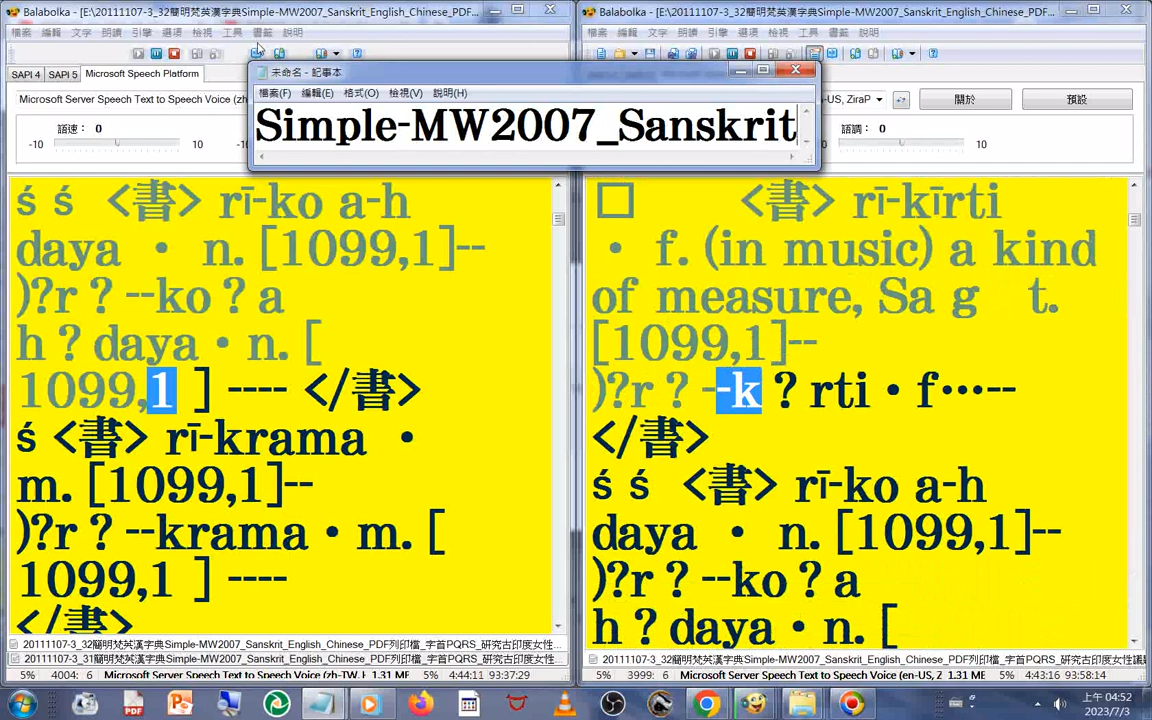 Balabolka - [E:\20111107-3_32簡明梵英漢字典Simple-MW2007_Sanskrit_English_Chinese_PDF...
檔案 編輯 文字 朗讀 引擎 選項 檢視 工具 書籤 說明
SAPI 4 SAPI 5 Microsoft Speech Platform
Microsoft Server Speech Text to Speech Voice (zh
語速: 0
-10 10 -10
ś ś <書> rī-ko a-h
daya • n. [1099,1]--
)?r ? --ko ? a
h ? daya • n. [
1099,1 ] ---- </書>
ś <書> rī-krama •
m. [1099,1]--
)?r ? --krama • m. [
1099,1 ] ----
</書>
20111107-3_32簡明梵英漢字典Simple-MW2007_Sanskrit_English_Chinese_PDF列印檔_字首PQRS_研究古印度女性...
20111107-3_31簡明梵英漢字典Simple-MW2007_Sanskrit_English_Chinese_PDF列印檔_字首PQRS_研究古印度女性...
5% 4004: 6 Microsoft Server Speech Text to Speech Voice (zh-TW, 1.31 MB 5% 4:44:11 93:37:29
未命名 - 記事本
檔案(F) 編輯(E) 格式(O) 檢視(V) 說明(H)
Simple-MW2007_Sanskrit
Balabolka - [E:\20111107-3_32簡明梵英漢字典Simple-MW2007_Sanskrit_English_Chinese_PDF...
檔案 編輯 文字 朗讀 引擎 選項 檢視 工具 書籤 說明
-US, ZiraP 關於 預設
語調: 0
10
□ <書> rī-kīrti
• f. (in music) a kind
of measure, Sa g t.
[1099,1]--
)?r ? --k ? rti • f⋯--
</書>
ś ś <書> rī-ko a-h
daya • n. [1099,1]--
)?r ? --ko ? a
h ? daya • n. [
20111107-3_32簡明梵英漢字典Simple-MW2007_Sanskrit_English_Chinese_PDF列印檔_字首PQRS_研究古印度女性議
5% 3999: 6 Microsoft Server Speech Text to Speech Voice (en-US, Z 1.31 MB 5% 4:43:16 93:58:14
上午 04:52
2023/7/3